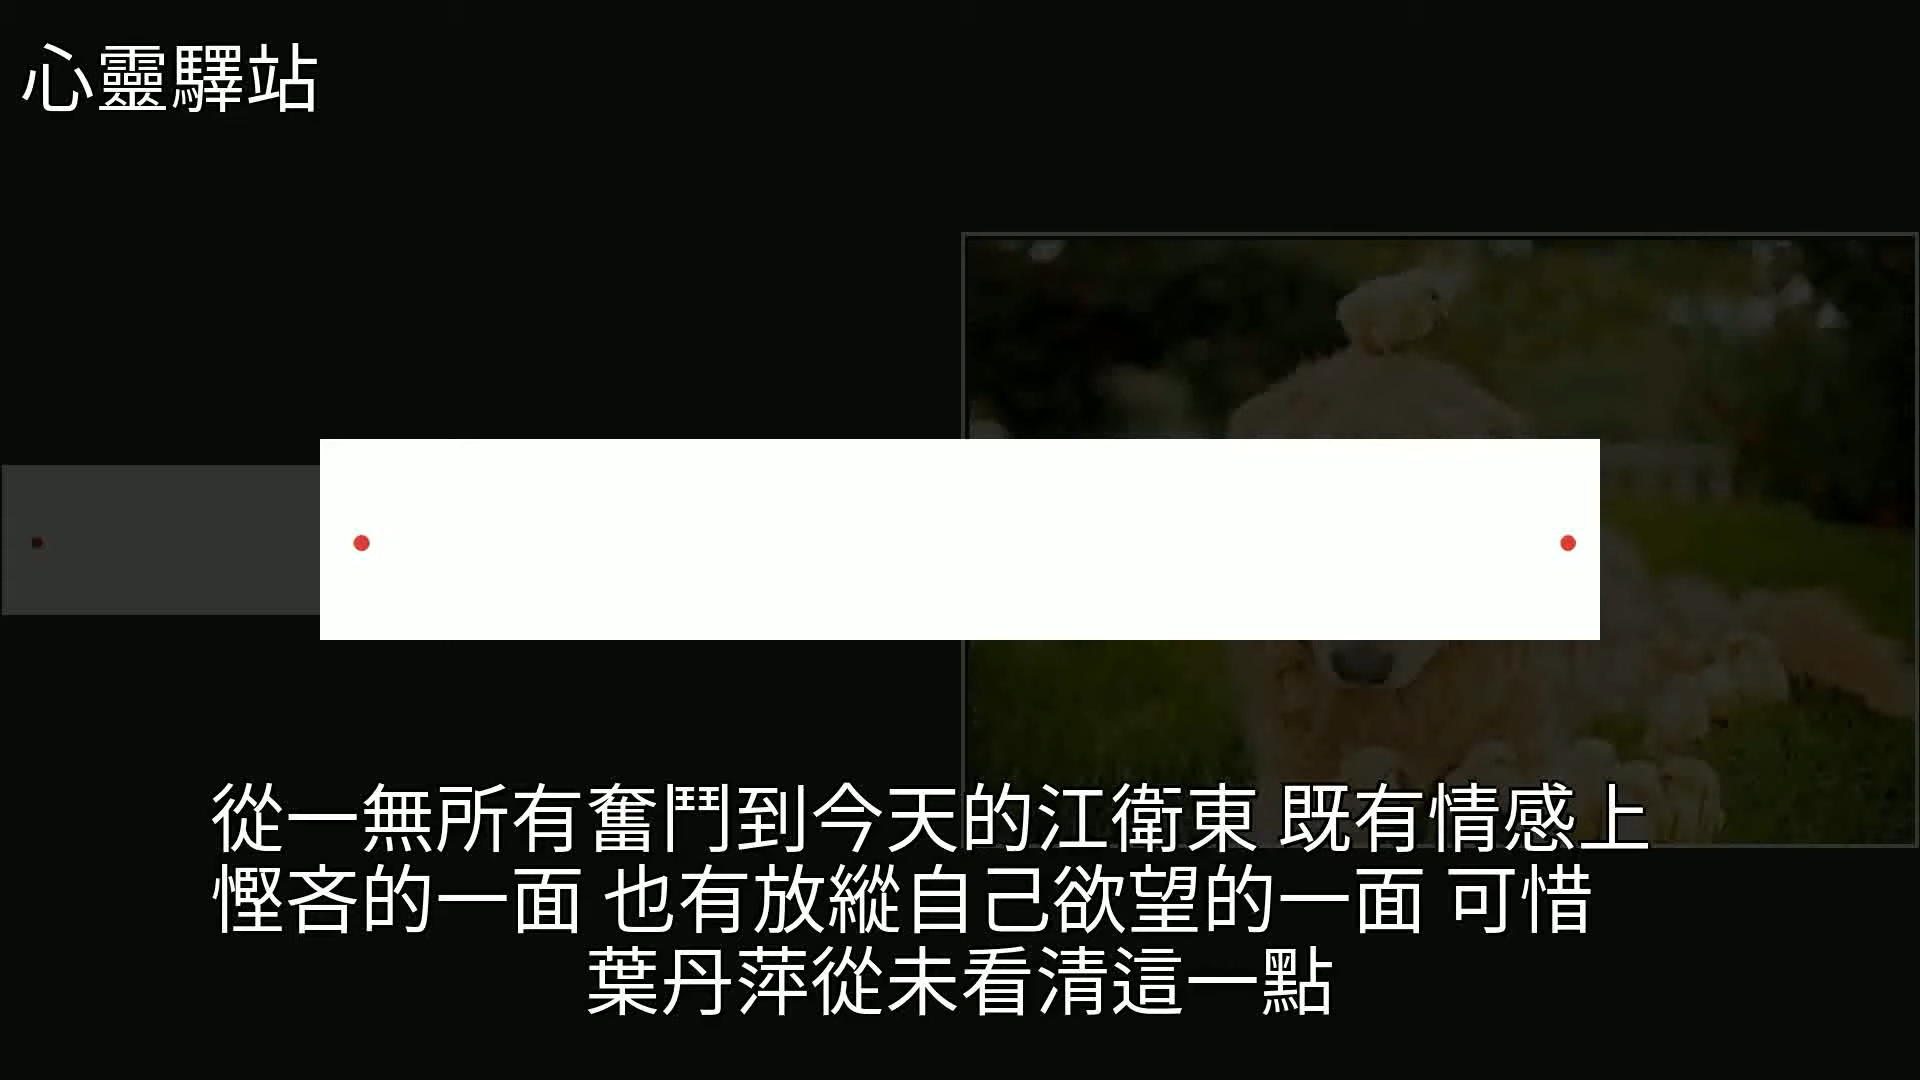 心靈驛站
從一無所有奮鬥到今天的江衛東 既有情感上
慳吝的一面 也有放縱自己欲望的一面 可惜
葉丹萍從未看清這一點